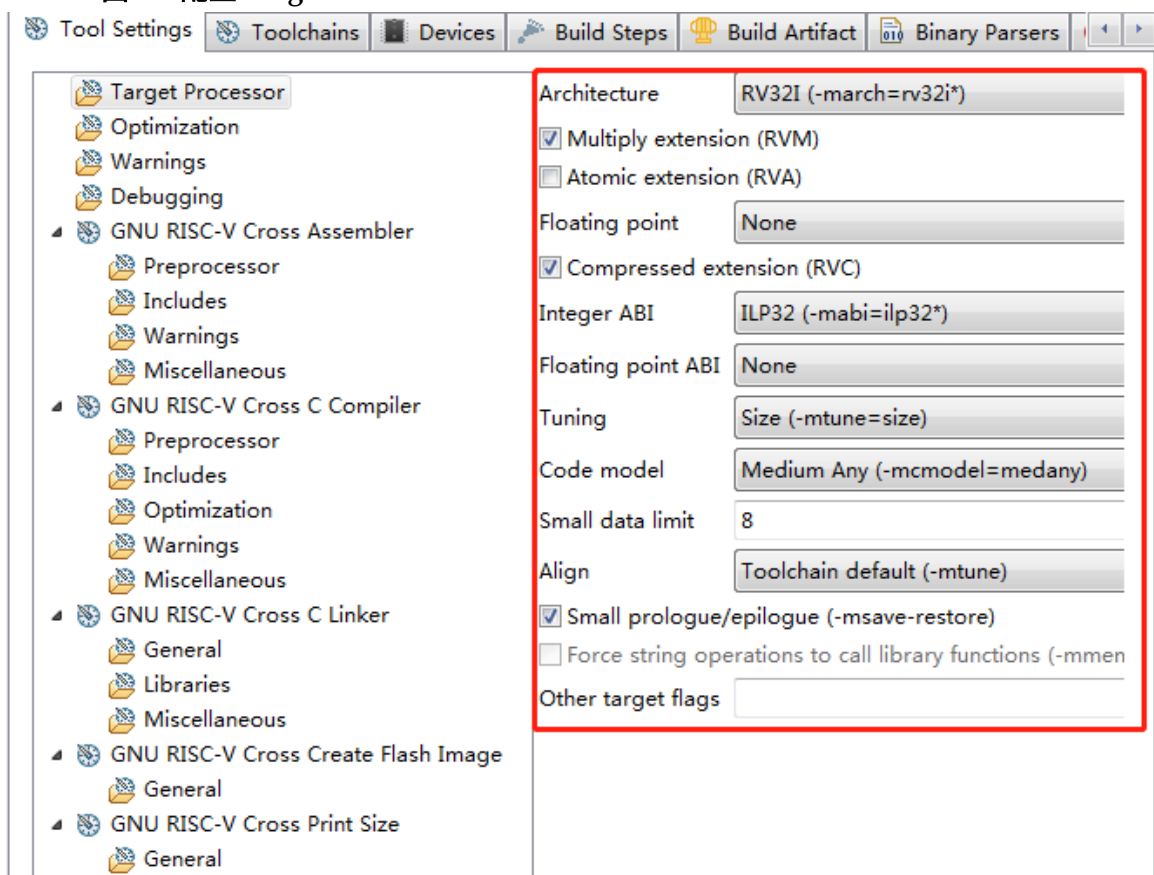 Tool Settings Toolchains Devices Build Steps Build Artifact Binary Parsers
Target Processor
Optimization
Warnings
Debugging
GNU RISC-V Cross Assembler
Preprocessor
Includes
Warnings
Miscellaneous
GNU RISC-V Cross C Compiler
Preprocessor
Includes
Optimization
Warnings
Miscellaneous
GNU RISC-V Cross C Linker
General
Libraries
Miscellaneous
GNU RISC-V Cross Create Flash Image
General
GNU RISC-V Cross Print Size
General
Architecture RV32I (-march=rv32i*)
Multiply extension (RVM)
Atomic extension (RVA)
Floating point None
Compressed extension (RVC)
Integer ABI ILP32 (-mabi=ilp32*)
Floating point ABI None
Tuning Size (-mtune=size)
Code model Medium Any (-mcmodel=medany)
Small data limit 8
Align Toolchain default (-mtune)
Small prologue/epilogue (-msave-restore)
Force string operations to call library functions (-mmen
Other target flags